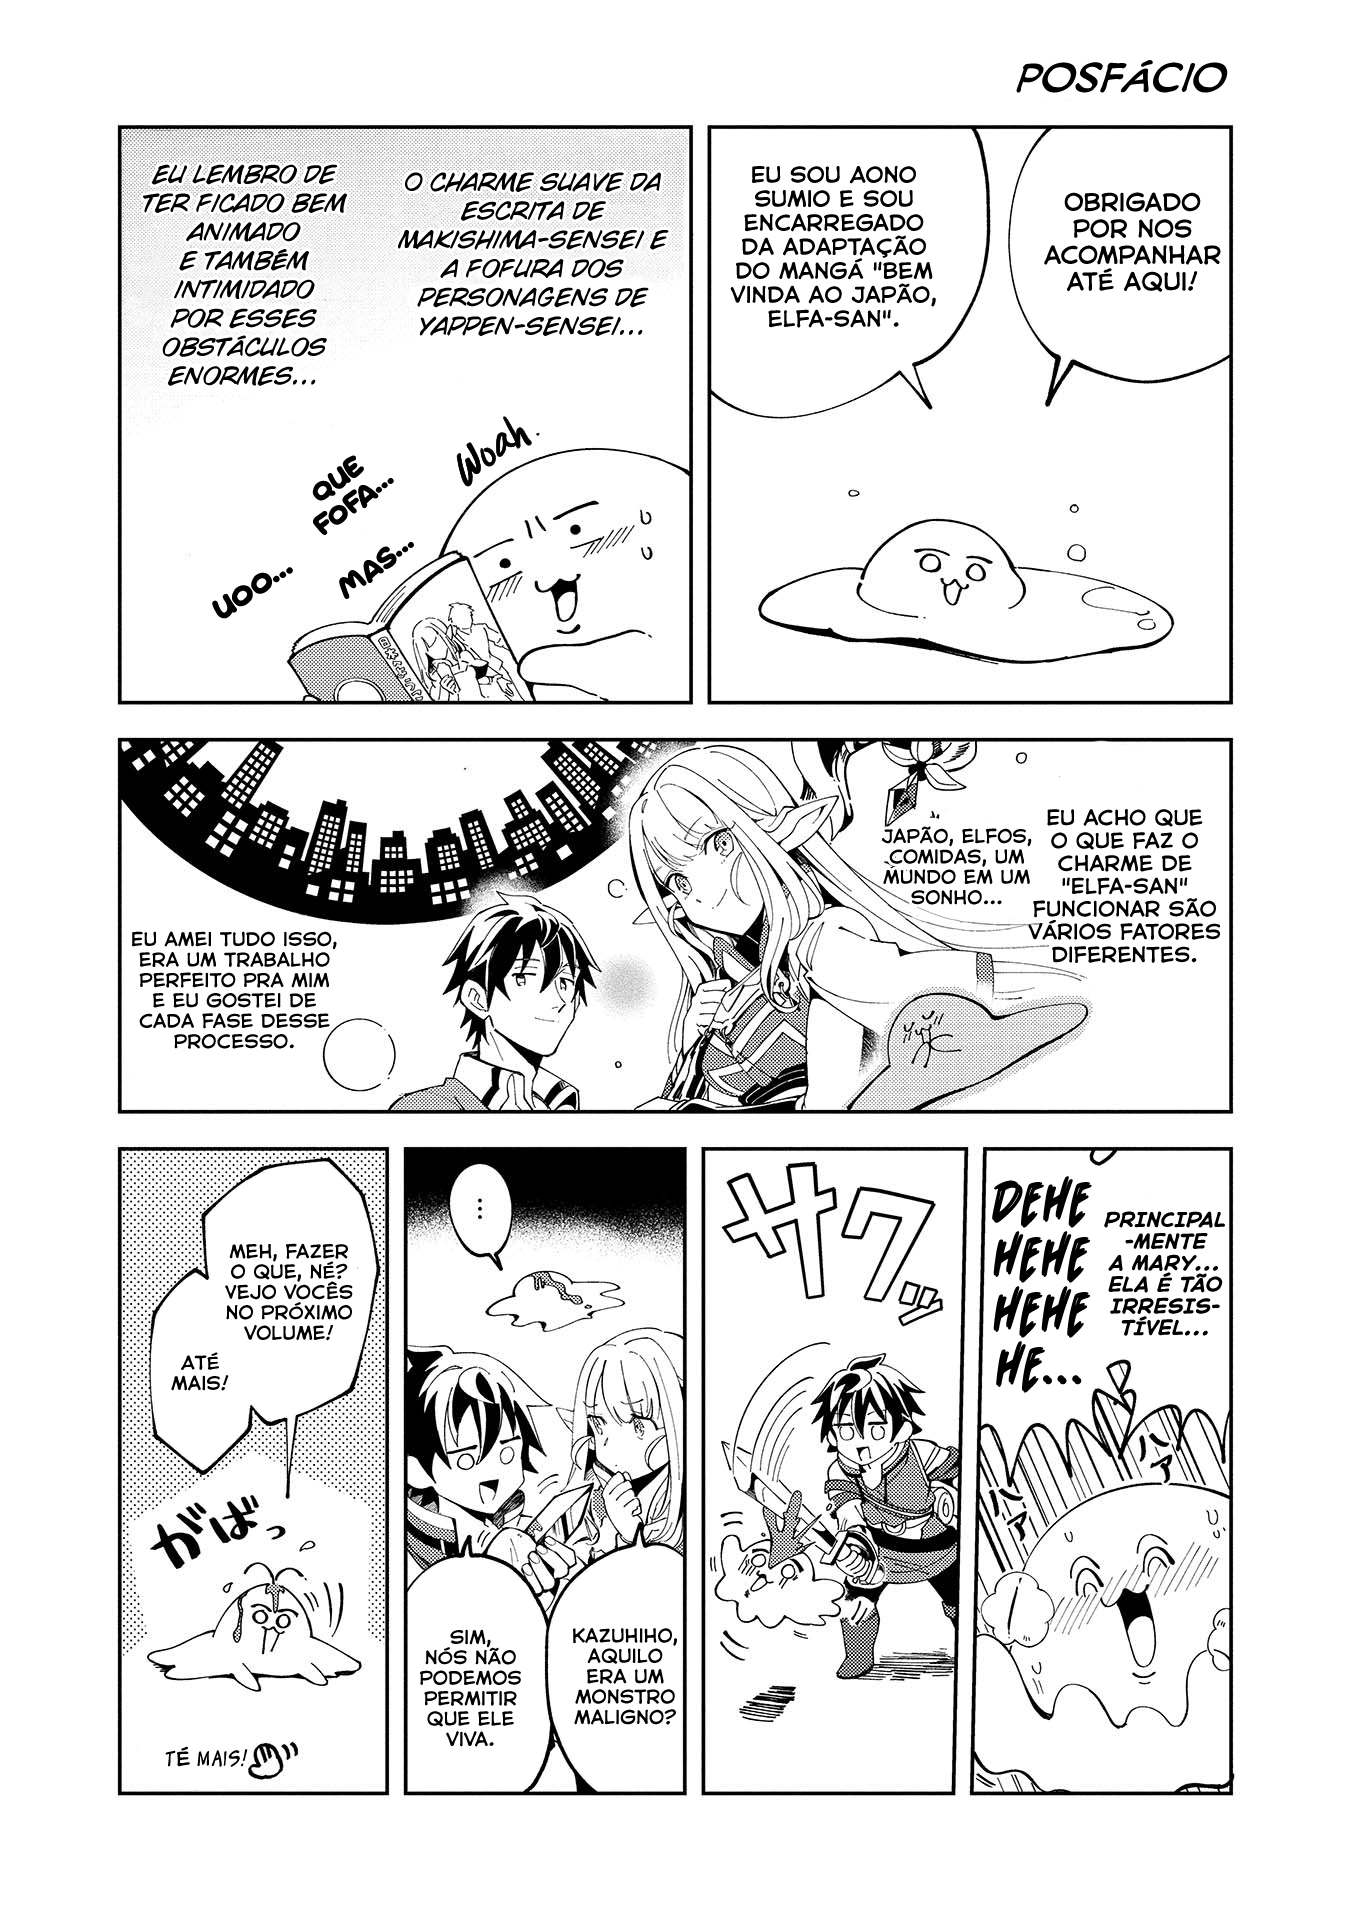 POSFÁCIO
OBRIGADO
POR NOS
ACOMPANHAR
ATÉ AQUI!
EU SOU AONO
SUMIO E SOU
ENCARREGADO
DA ADAPTAÇÃO
DO MANGÁ "BEM
VINDA AO JAPÃO,
ELFA-SAN".
O CHARME SUAVE DA
ESCRITA DE
MAKISHIMA-SENSEI E
A FOFURA DOS
PERSONAGENS DE
YAPPEN-SENSEI...
EU LEMBRO DE
TER FICADO BEM
ANIMADO
E TAMBÉM
INTIMIDADO
POR ESSES
OBSTÁCULOS
ENORMES...
Woah.
QUE
FOFA...
MAS...
UOO...
EU ACHO QUE
O QUE FAZ O
CHARME DE
"ELFA-SAN"
FUNCIONAR SÃO
VÁRIOS FATORES
DIFERENTES.
JAPÃO, ELFOS,
COMIDAS, UM
MUNDO EM UM
SONHO...
EU AMEI TUDO ISSO,
ERA UM TRABALHO
PERFEITO PRA MIM
E EU GOSTEI DE
CADA FASE DESSE
PROCESSO.
PRINCIPAL
-MENTE
A MARY...
ELA É TÃO
IRRESIS-
TÍVEL...
DEHE
HEHE
HEHE
HE...
ハァ
ハァ
サクッ
...
KAZUHIHO,
AQUILO
ERA UM
MONSTRO
MALIGNO?
SIM,
NÓS NÃO
PODEMOS
PERMITIR
QUE ELE
VIVA.
MEH, FAZER
O QUE, NÉ?
VEJO VOCÊS
NO PRÓXIMO
VOLUME!
ATÉ
MAIS!
がばっ
TÉ MAIS!